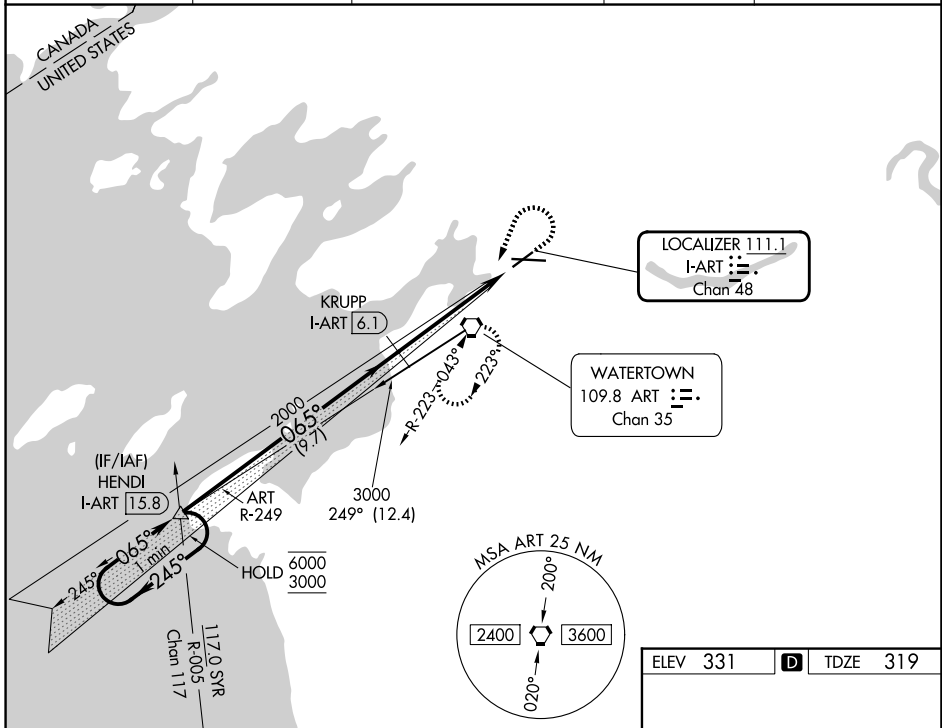 CANADA
UNITED STATES
LOCALIZER 111.1
I-ART
Chan 48
KRUPP
I-ART 6.1
WATERTOWN
109.8 ART
Chan 35
R-223
043°
223°
2000
065°
(9.7)
(IF/IAF)
HENDI
I-ART 15.8
ART
R-249
3000
249° (12.4)
065°
245°
1 min
245°
HOLD 6000
3000
117.0 SYR
R-005
Chan 117
MSA ART 25 NM
200°
2400
3600
020°
ELEV 331 D TDZE 319